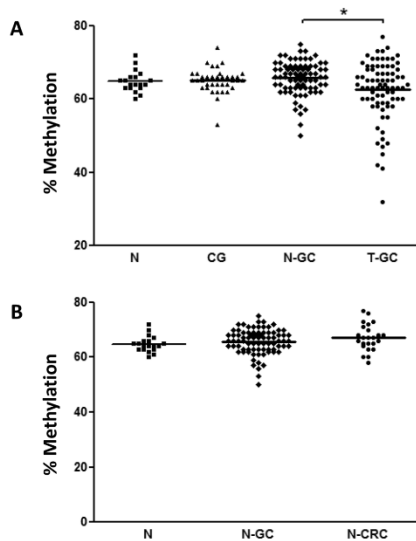 A
*
% Methylation
80
60
40
20
N CG N-GC T-GC
B
% Methylation
80
60
40
20
0
N N-GC N-CRC